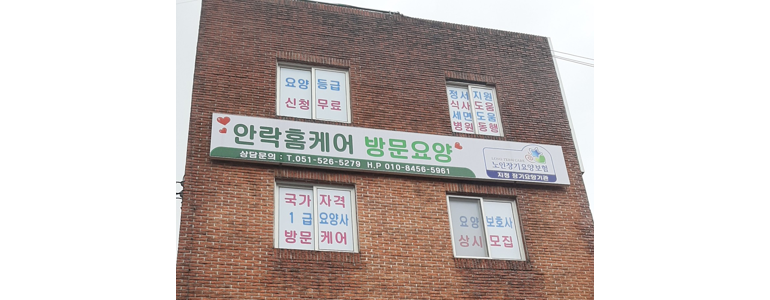 요양 등급
신청 무료
정서 지원
식사 도움
세면 도움
병원 동행
안락홈케어 방문요양
상담문의 : T.051-526-5279 H.P 010-8456-5961
노인장기요양보험
지정 장기요양기관
국가 자격
1급 요양사
방문 케어
요양 보호사
상시 모집